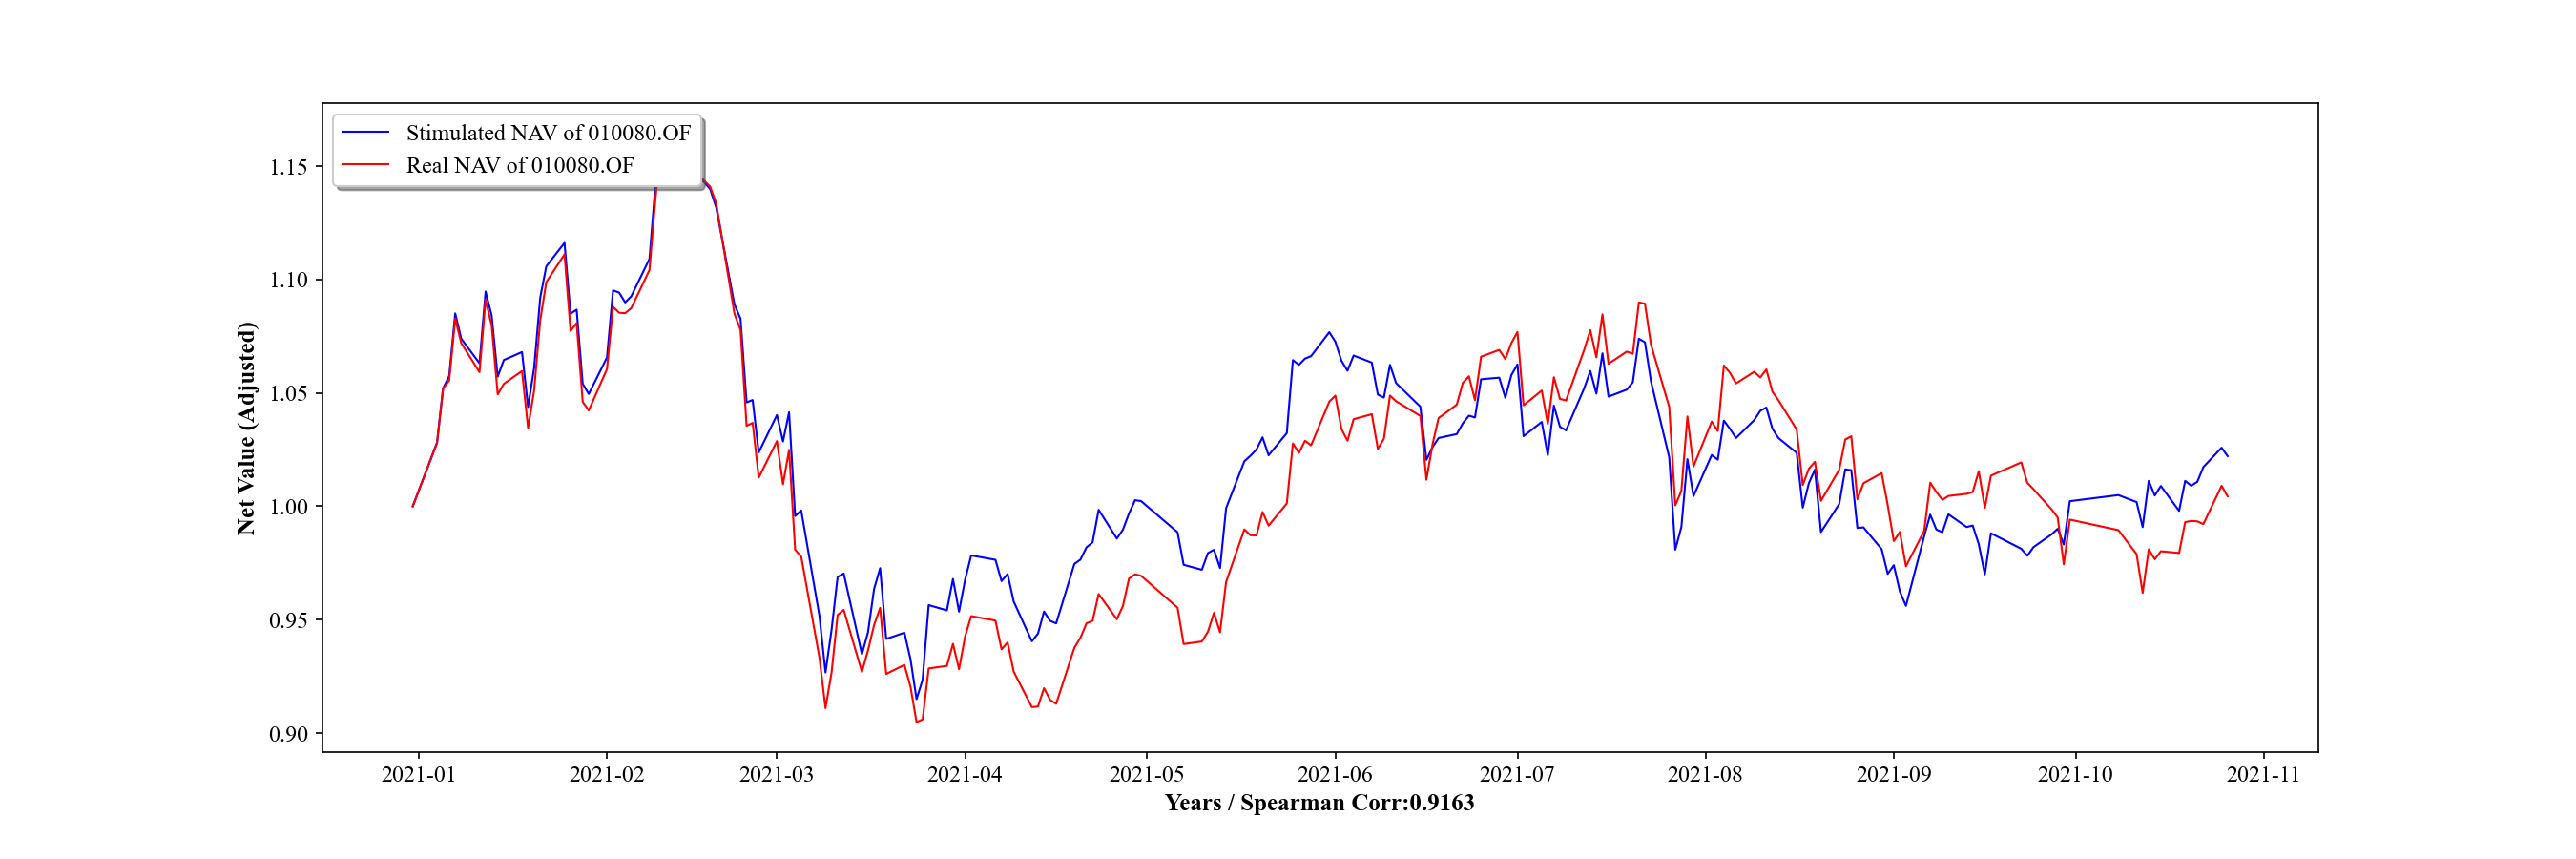 Stimulated NAV of 010080.OF
Real NAV of 010080.OF
Net Value (Adjusted)
1.15
1.10
1.05
1.00
0.95
0.90
2021-01 2021-02 2021-03 2021-04 2021-05 2021-06 2021-07 2021-08 2021-09 2021-10 2021-11
Years / Spearman Corr:0.9163